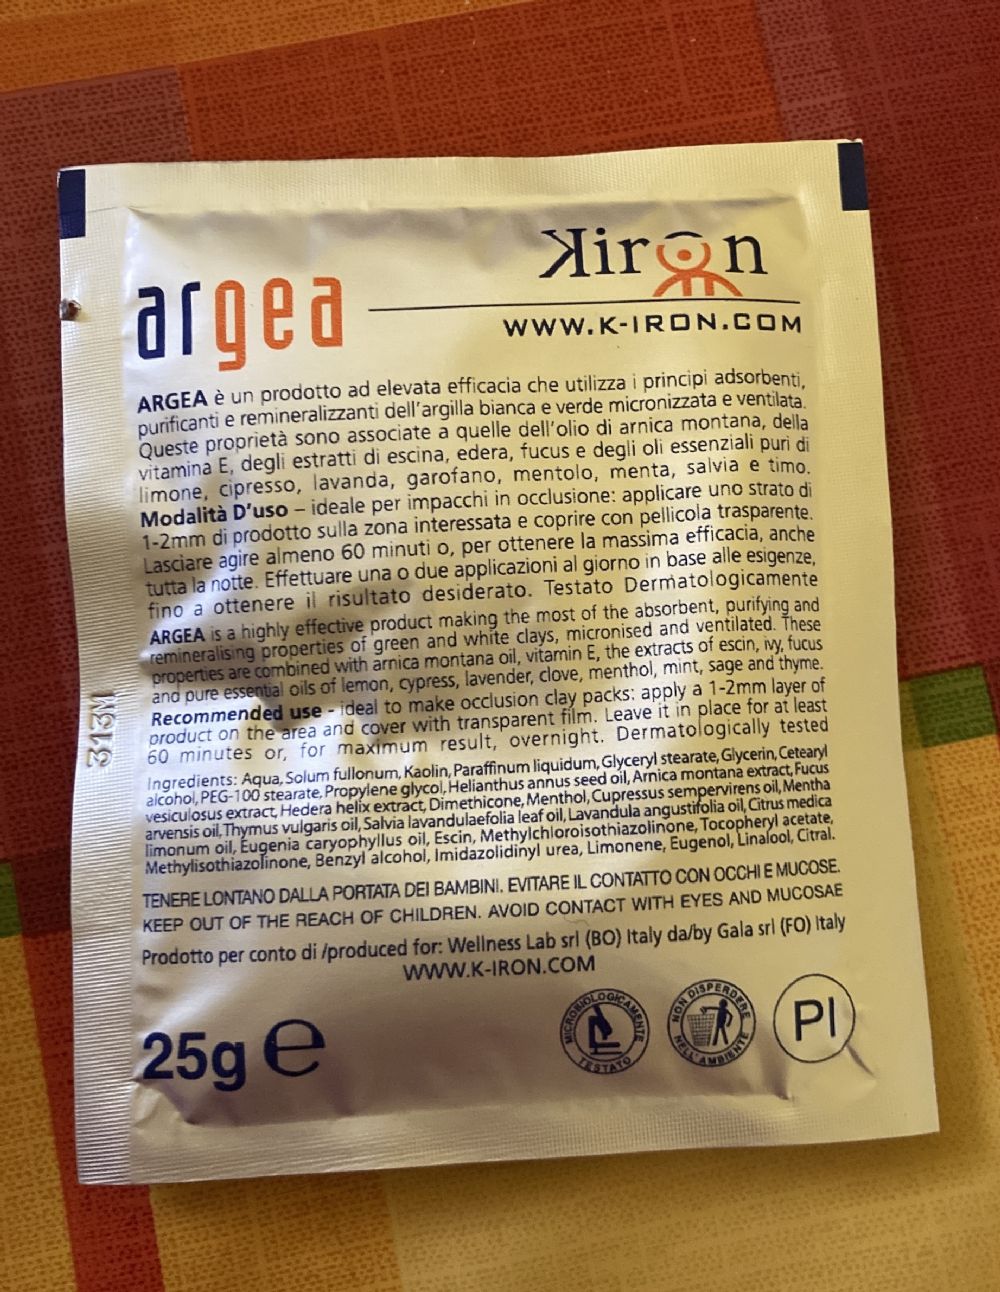 argea
Kiron
WWW.K-IRON.COM
ARGEA è un prodotto ad elevata efficacia che utilizza i principi adsorbenti,
purificanti e remineralizzanti dell'argilla bianca e verde micronizzata e ventilata.
Queste proprietà sono associate a quelle dell'olio di arnica montana, della
vitamina E, degli estratti di escina, edera, fucus e degli oli essenziali puri di
limone, cipresso, lavanda, garofano, mentolo, menta, salvia e timo.
Modalità D'uso – ideale per impacchi in occlusione: applicare uno strato di
1-2mm di prodotto sulla zona interessata e coprire con pellicola trasparente.
Lasciare agire almeno 60 minuti o, per ottenere la massima efficacia, anche
tutta la notte. Effettuare una o due applicazioni al giorno in base alle esigenze,
fino a ottenere il risultato desiderato. Testato Dermatologicamente
ARGEA is a highly effective product making the most of the absorbent, purifying and
remineralising properties of green and white clays, micronised and ventilated. These
properties are combined with arnica montana oil, vitamin E, the extracts of escin, ivy, fucus
and pure essential oils of lemon, cypress, lavender, clove, menthol, mint, sage and thyme.
Recommended use - ideal to make occlusion clay packs: apply a 1-2mm layer of
product on the area and cover with transparent film. Leave it in place for at least
60 minutes or, for maximum result, overnight. Dermatologically tested
Ingredients: Aqua, Solum fullonum, Kaolin, Paraffinum liquidum, Glyceryl stearate, Glycerin, Cetearyl
alcohol, PEG-100 stearate, Propylene glycol, Helianthus annus seed oil, Arnica montana extract, Fucus
vesiculosus extract, Hedera helix extract, Dimethicone, Menthol, Cupressus sempervirens oil, Mentha
arvensis oil, Thymus vulgaris oil, Salvia lavandulaefolia leaf oil, Lavandula angustifolia oil, Citrus medica
limonum oil, Eugenia caryophyllus oil, Escin, Methylchloroisothiazolinone, Tocopheryl acetate,
Methylisothiazolinone, Benzyl alcohol, Imidazolidinyl urea, Limonene, Eugenol, Linalool, Citral.
TENERE LONTANO DALLA PORTATA DEI BAMBINI. EVITARE IL CONTATTO CON OCCHI E MUCOSE.
KEEP OUT OF THE REACH OF CHILDREN. AVOID CONTACT WITH EYES AND MUCOSAE
Prodotto per conto di /produced for: Wellness Lab srl (BO) Italy da/by Gala srl (FO) Italy
WWW.K-IRON.COM
25g e
MICROBIOLOGICAMENTE TESTATO
NON DISPERDERE NELL'AMBIENTE
PI
313M